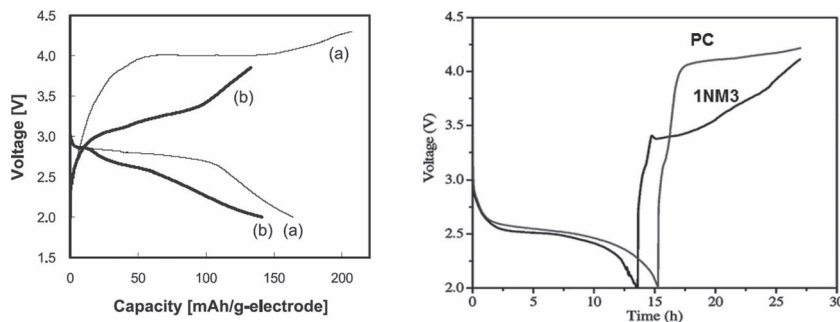 4.5
4.0
3.5
3.0
2.5
2.0
1.5
Voltage [V]
(a)
(b)
(b)
(a)
0
50
100
150
200
Capacity [mAh/g-electrode]
4.5
4.0
3.5
3.0
2.5
2.0
Voltage (V)
PC
1NM3
0
5
10
15
20
25
30
Time (h)